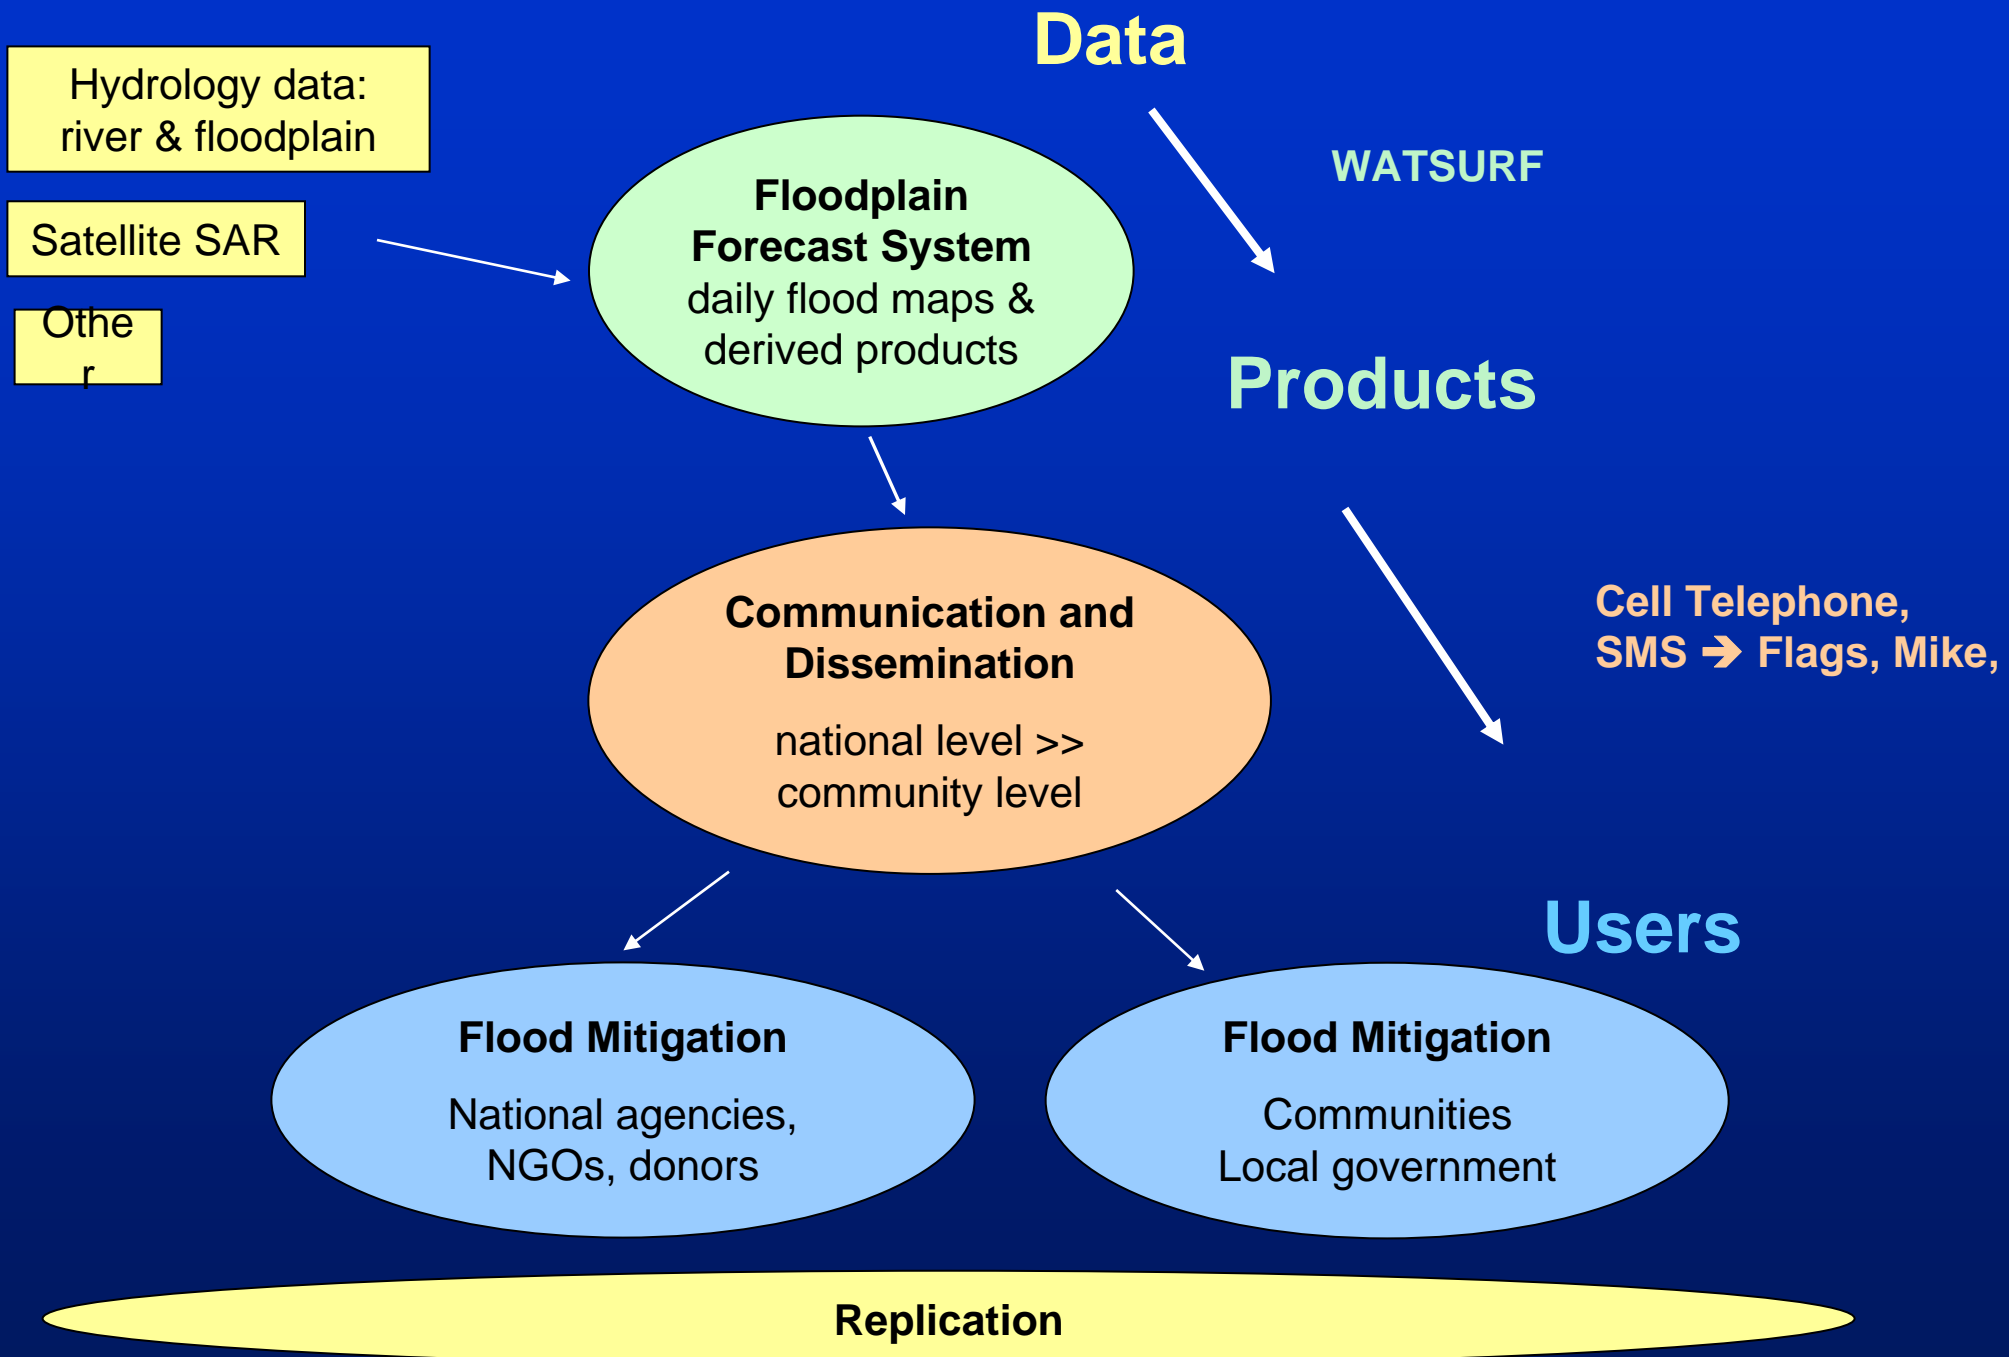 Data
Hydrology data:
river & floodplain
WATSURF
Floodplain
Forecast System
daily flood maps &
derived products
Satellite SAR
Othe
r
Products
Communication and
Dissemination
national level >>
community level
Cell Telephone,
SMS ➔ Flags, Mike,
Users
Flood Mitigation
National agencies,
NGOs, donors
Flood Mitigation
Communities
Local government
Replication